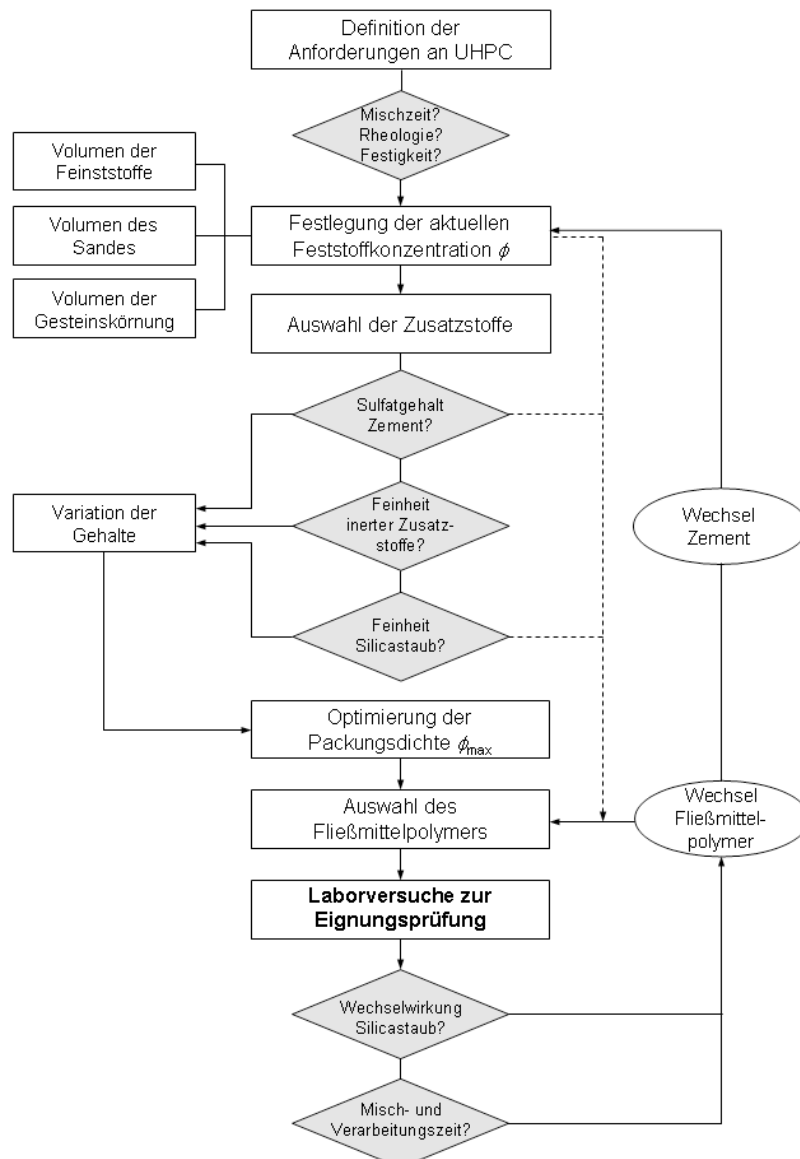 Definition der
Anforderungen an UHPC
Mischzeit?
Rheologie?
Festigkeit?
Volumen der
Feinststoffe
Volumen des
Sandes
Volumen der
Gesteinskörnung
Festlegung der aktuellen
Feststoffkonzentration ϕ
Auswahl der Zusatzstoffe
Sulfatgehalt
Zement?
Variation der
Gehalte
Feinheit
inerter Zusatz-
stoffe?
Wechsel
Zement
Feinheit
Silicastaub?
Optimierung der
Packungsdichte ϕmax
Auswahl des
Fließmittelpolymers
Wechsel
Fließmittel-
polymer
Laborversuche zur
Eignungsprüfung
Wechselwirkung
Silicastaub?
Misch- und
Verarbeitungszeit?